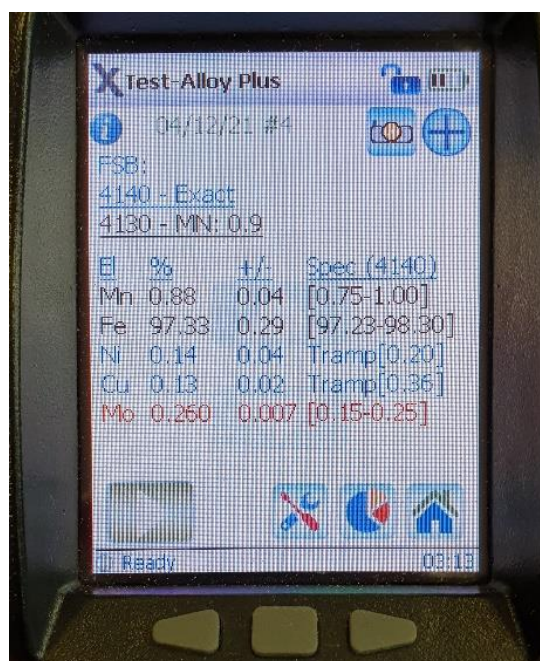 Test-Alloy Plus
04/12/21 #4
PSB:
4140 - Exact
4130 - MN: 0.9
El % +/- Spec (4140)
Mn 0.88 0.04 [0.75-1.00]
Fe 97.33 0.29 [97.23-98.30]
Ni 0.14 0.04 Tramp[0.20]
Cu 0.13 0.02 Tramp[0.36]
Mo 0.260 0.007 [0.15-0.25]
Ready 03:13